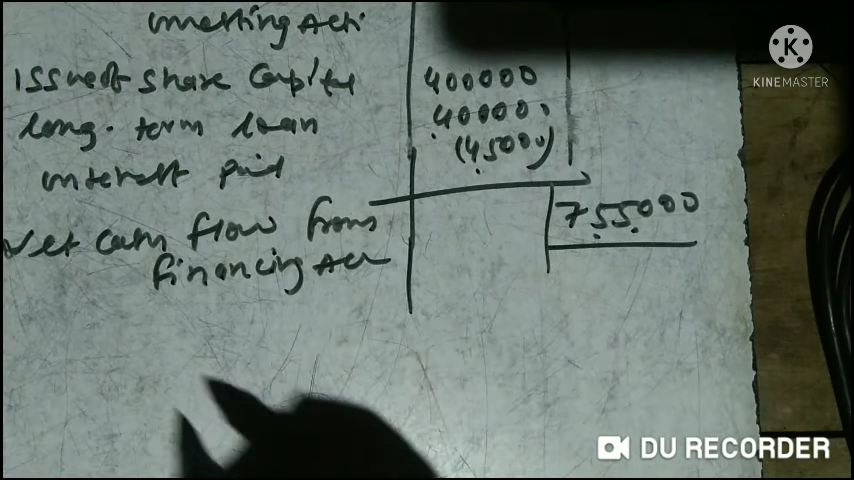 investing Acti
Issue of share Capital 400000
long. term loan 400000
interest paid (45000)
Net cash flow from 755000
financing Act
K
KINEMASTER
DU RECORDER